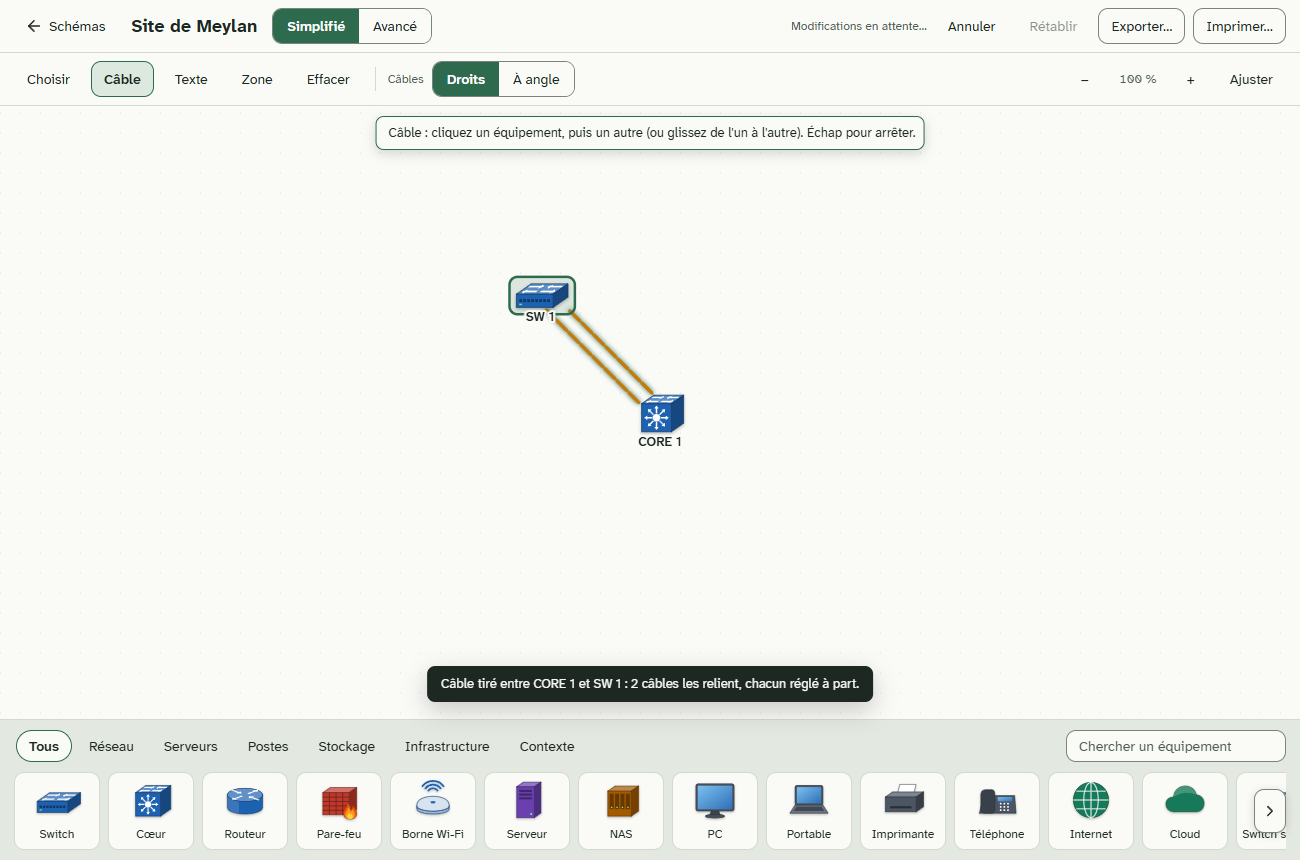 Schémas
Site de Meylan
Simplifié
Avancé
Modifications en attente...
Annuler
Rétablir
Exporter...
Imprimer...
Choisir
Câble
Texte
Zone
Effacer
Câbles
Droits
À angle
–
100 %
+
Ajuster
Câble : cliquez un équipement, puis un autre (ou glissez de l'un à l'autre). Échap pour arrêter.
SW 1
CORE 1
Câble tiré entre CORE 1 et SW 1 : 2 câbles les relient, chacun réglé à part.
Tous
Réseau
Serveurs
Postes
Stockage
Infrastructure
Contexte
Chercher un équipement
Switch
Cœur
Routeur
Pare-feu
Borne Wi-Fi
Serveur
NAS
PC
Portable
Imprimante
Téléphone
Internet
Cloud
Switch s